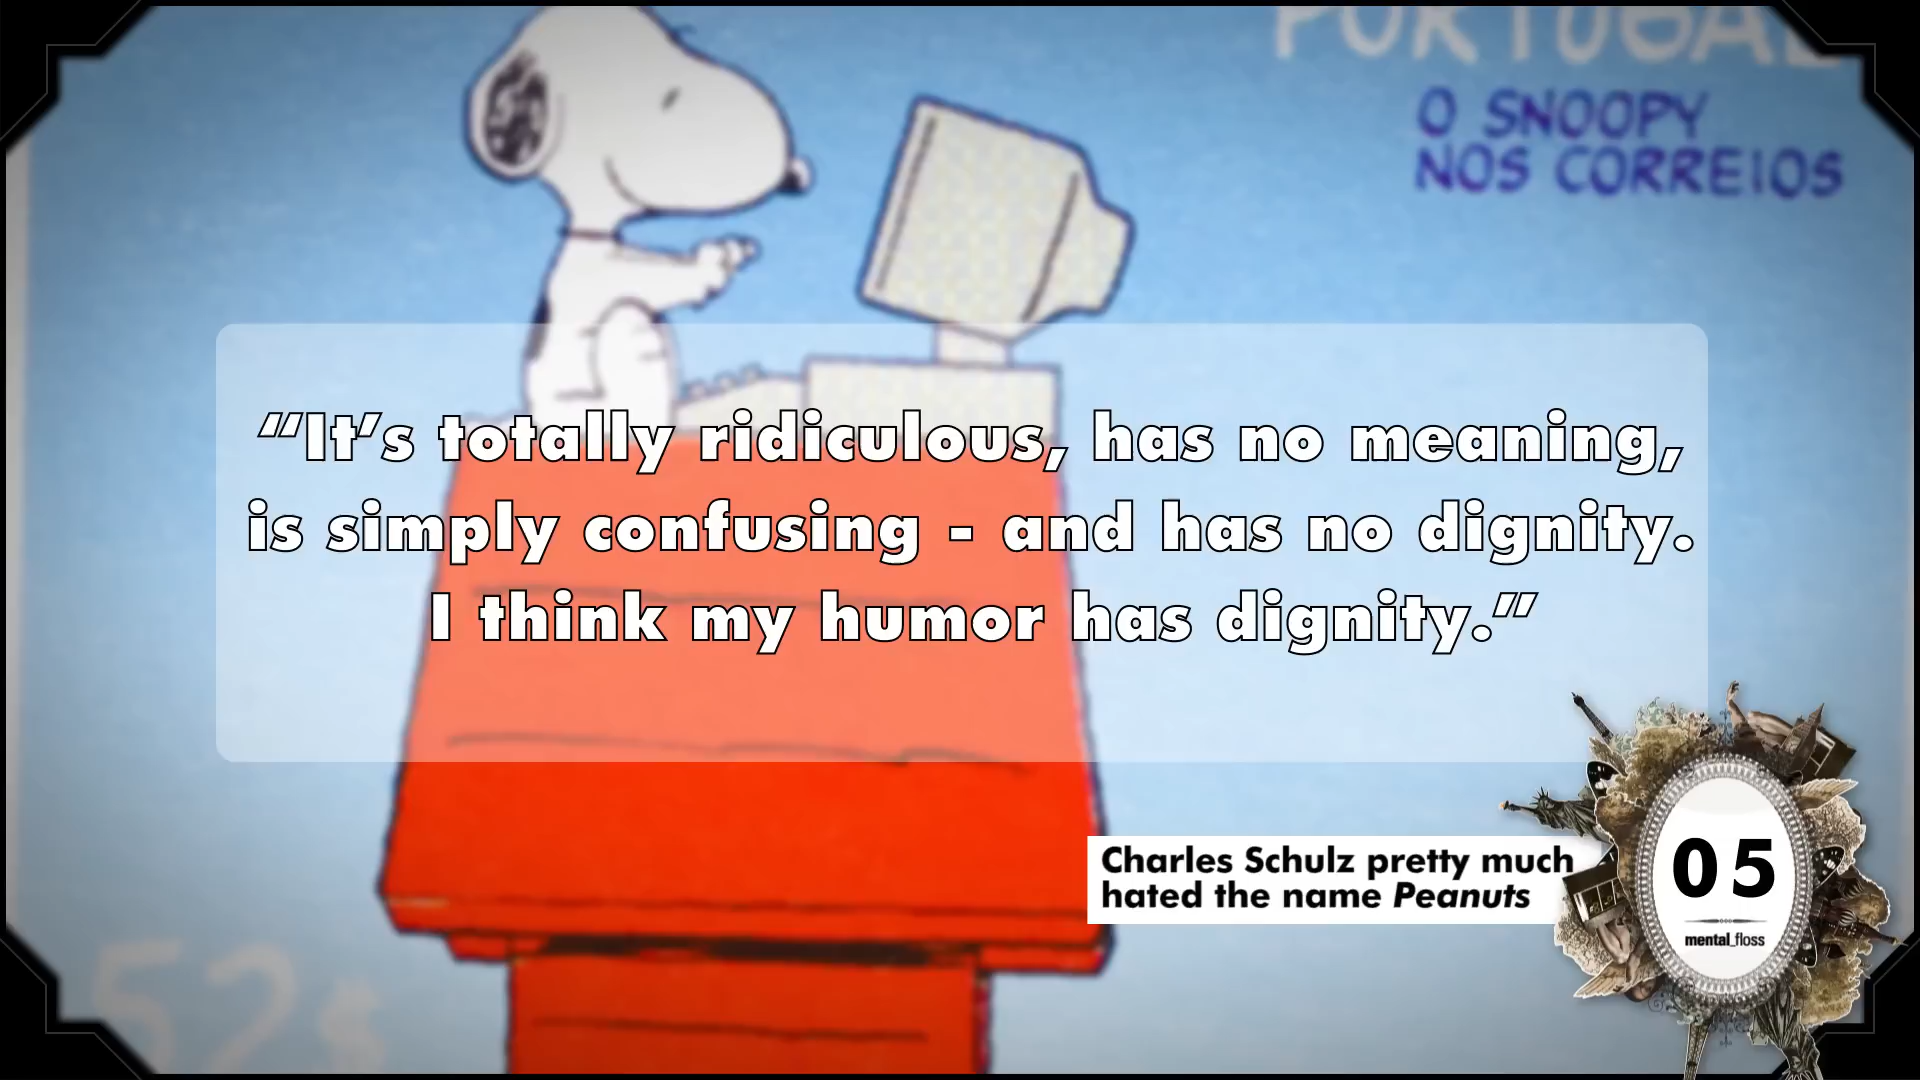 PORTUGAL
O SNOOPY
NOS CORREIOS
“It’s totally ridiculous, has no meaning,
is simply confusing - and has no dignity.
I think my humor has dignity.”
Charles Schulz pretty much
hated the name Peanuts
05
mental_floss
52$